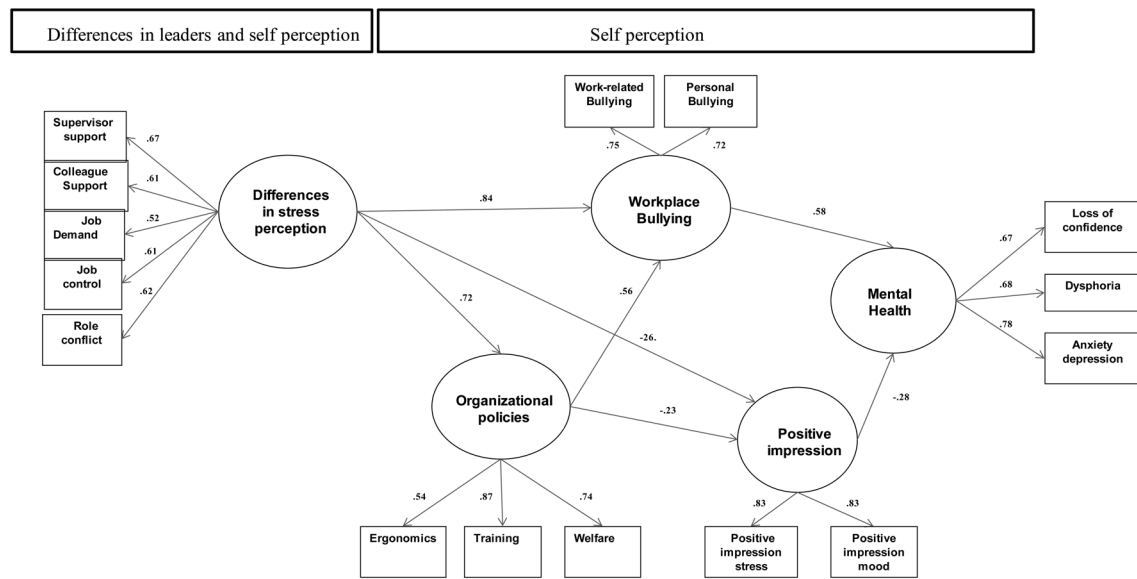 Differences in leaders and self perception
Self perception
Work-related
Bullying
Personal
Bullying
.75
.72
Supervisor
support
Colleague
Support
Job
Demand
Job
control
Role
conflict
.67
.61
.52
.61
.62
Differences
in stress
perception
.84
.72
-26.
Workplace
Bullying
.58
.56
Mental
Health
.67
.68
.78
Loss of
confidence
Dysphoria
Anxiety
depression
Organizational
policies
-.23
Positive
impression
-.28
.54
.87
.74
.83
.83
Ergonomics
Training
Welfare
Positive
impression
stress
Positive
impression
mood